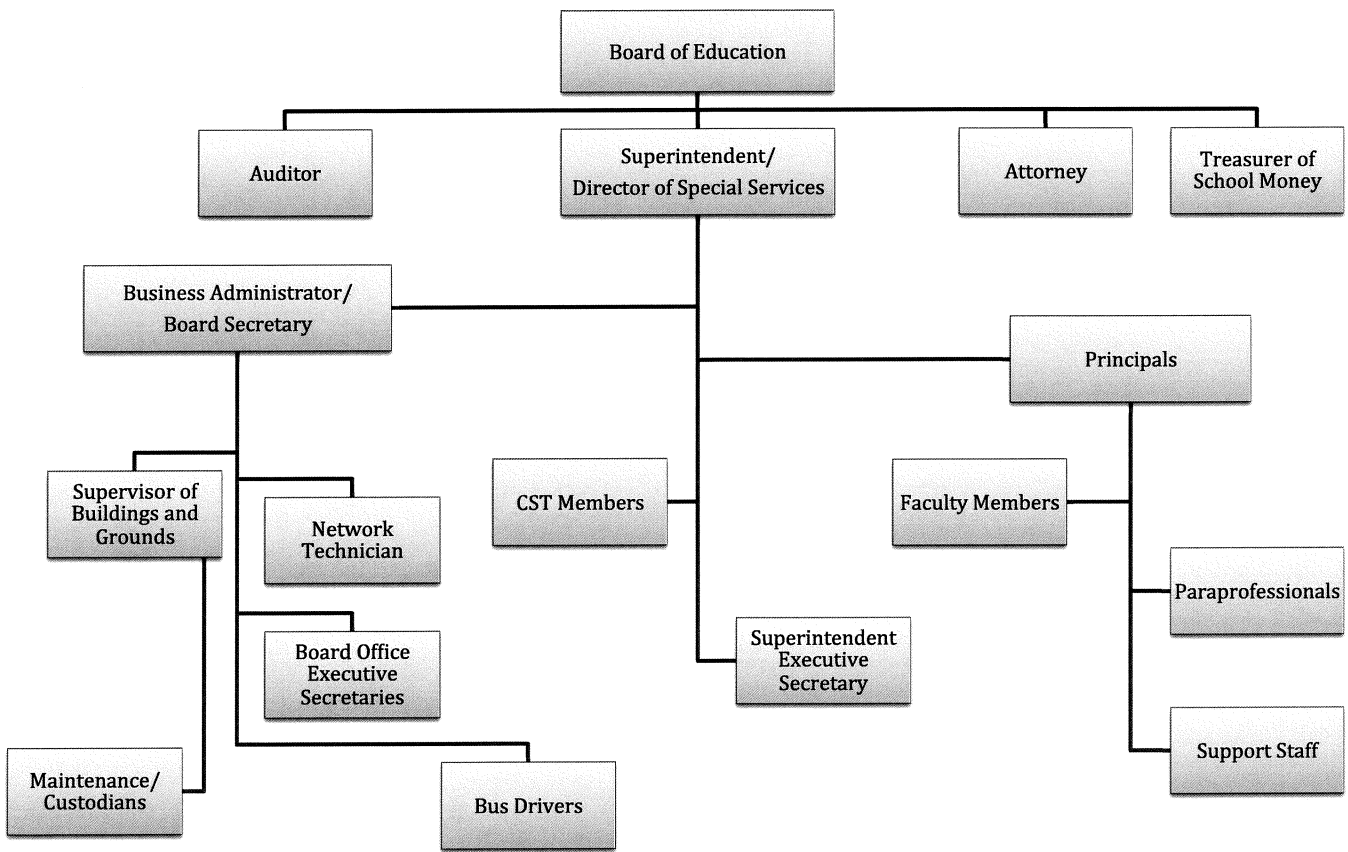 Board of Education
Auditor
Superintendent/
Director of Special Services
Attorney
Treasurer of
School Money
Business Administrator/
Board Secretary
Principals
Supervisor of
Buildings and
Grounds
Network
Technician
CST Members
Faculty Members
Paraprofessionals
Board Office
Executive
Secretaries
Superintendent
Executive
Secretary
Support Staff
Maintenance/
Custodians
Bus Drivers